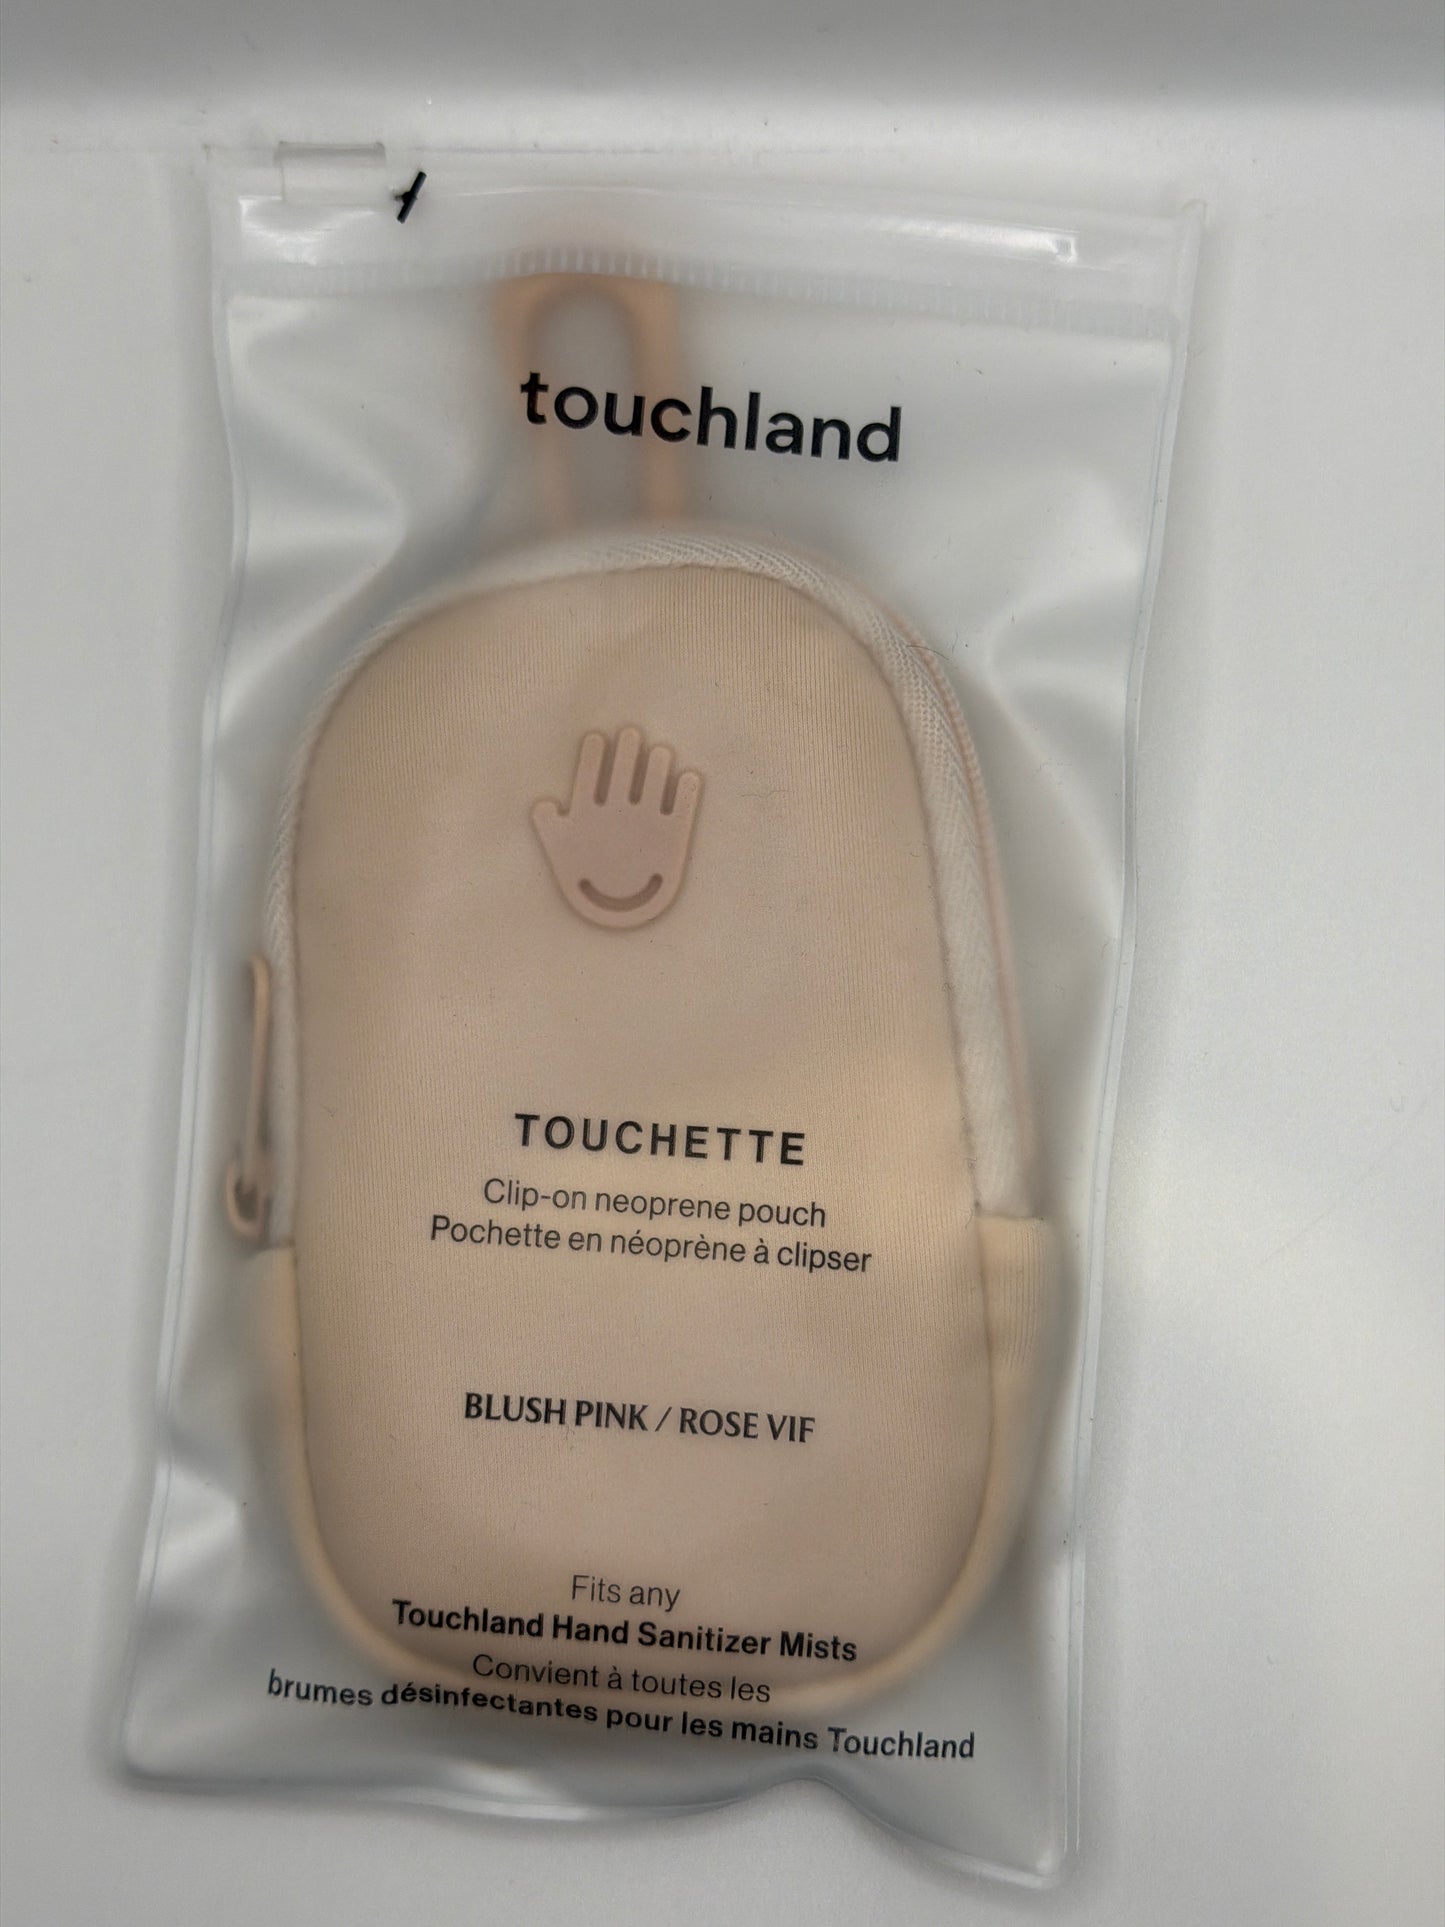 touchland
TOUCHETTE
Clip-on neoprene pouch
Pochette en néoprène à clipser
BLUSH PINK / ROSE VIF
Fits any
Touchland Hand Sanitizer Mists
Convient à toutes les
brumes désinfectantes pour les mains Touchland